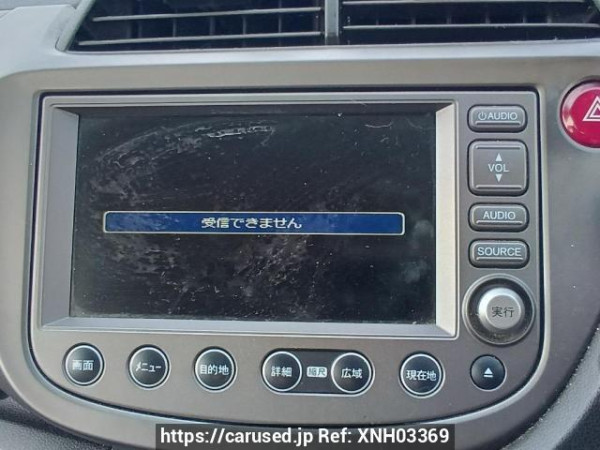 AUDIO
VOL
AUDIO
SOURCE
受信できません
実行
画面
メニュー
目的地
詳細
縮尺
広域
現在地
https://carused.jp Ref: XNH03369